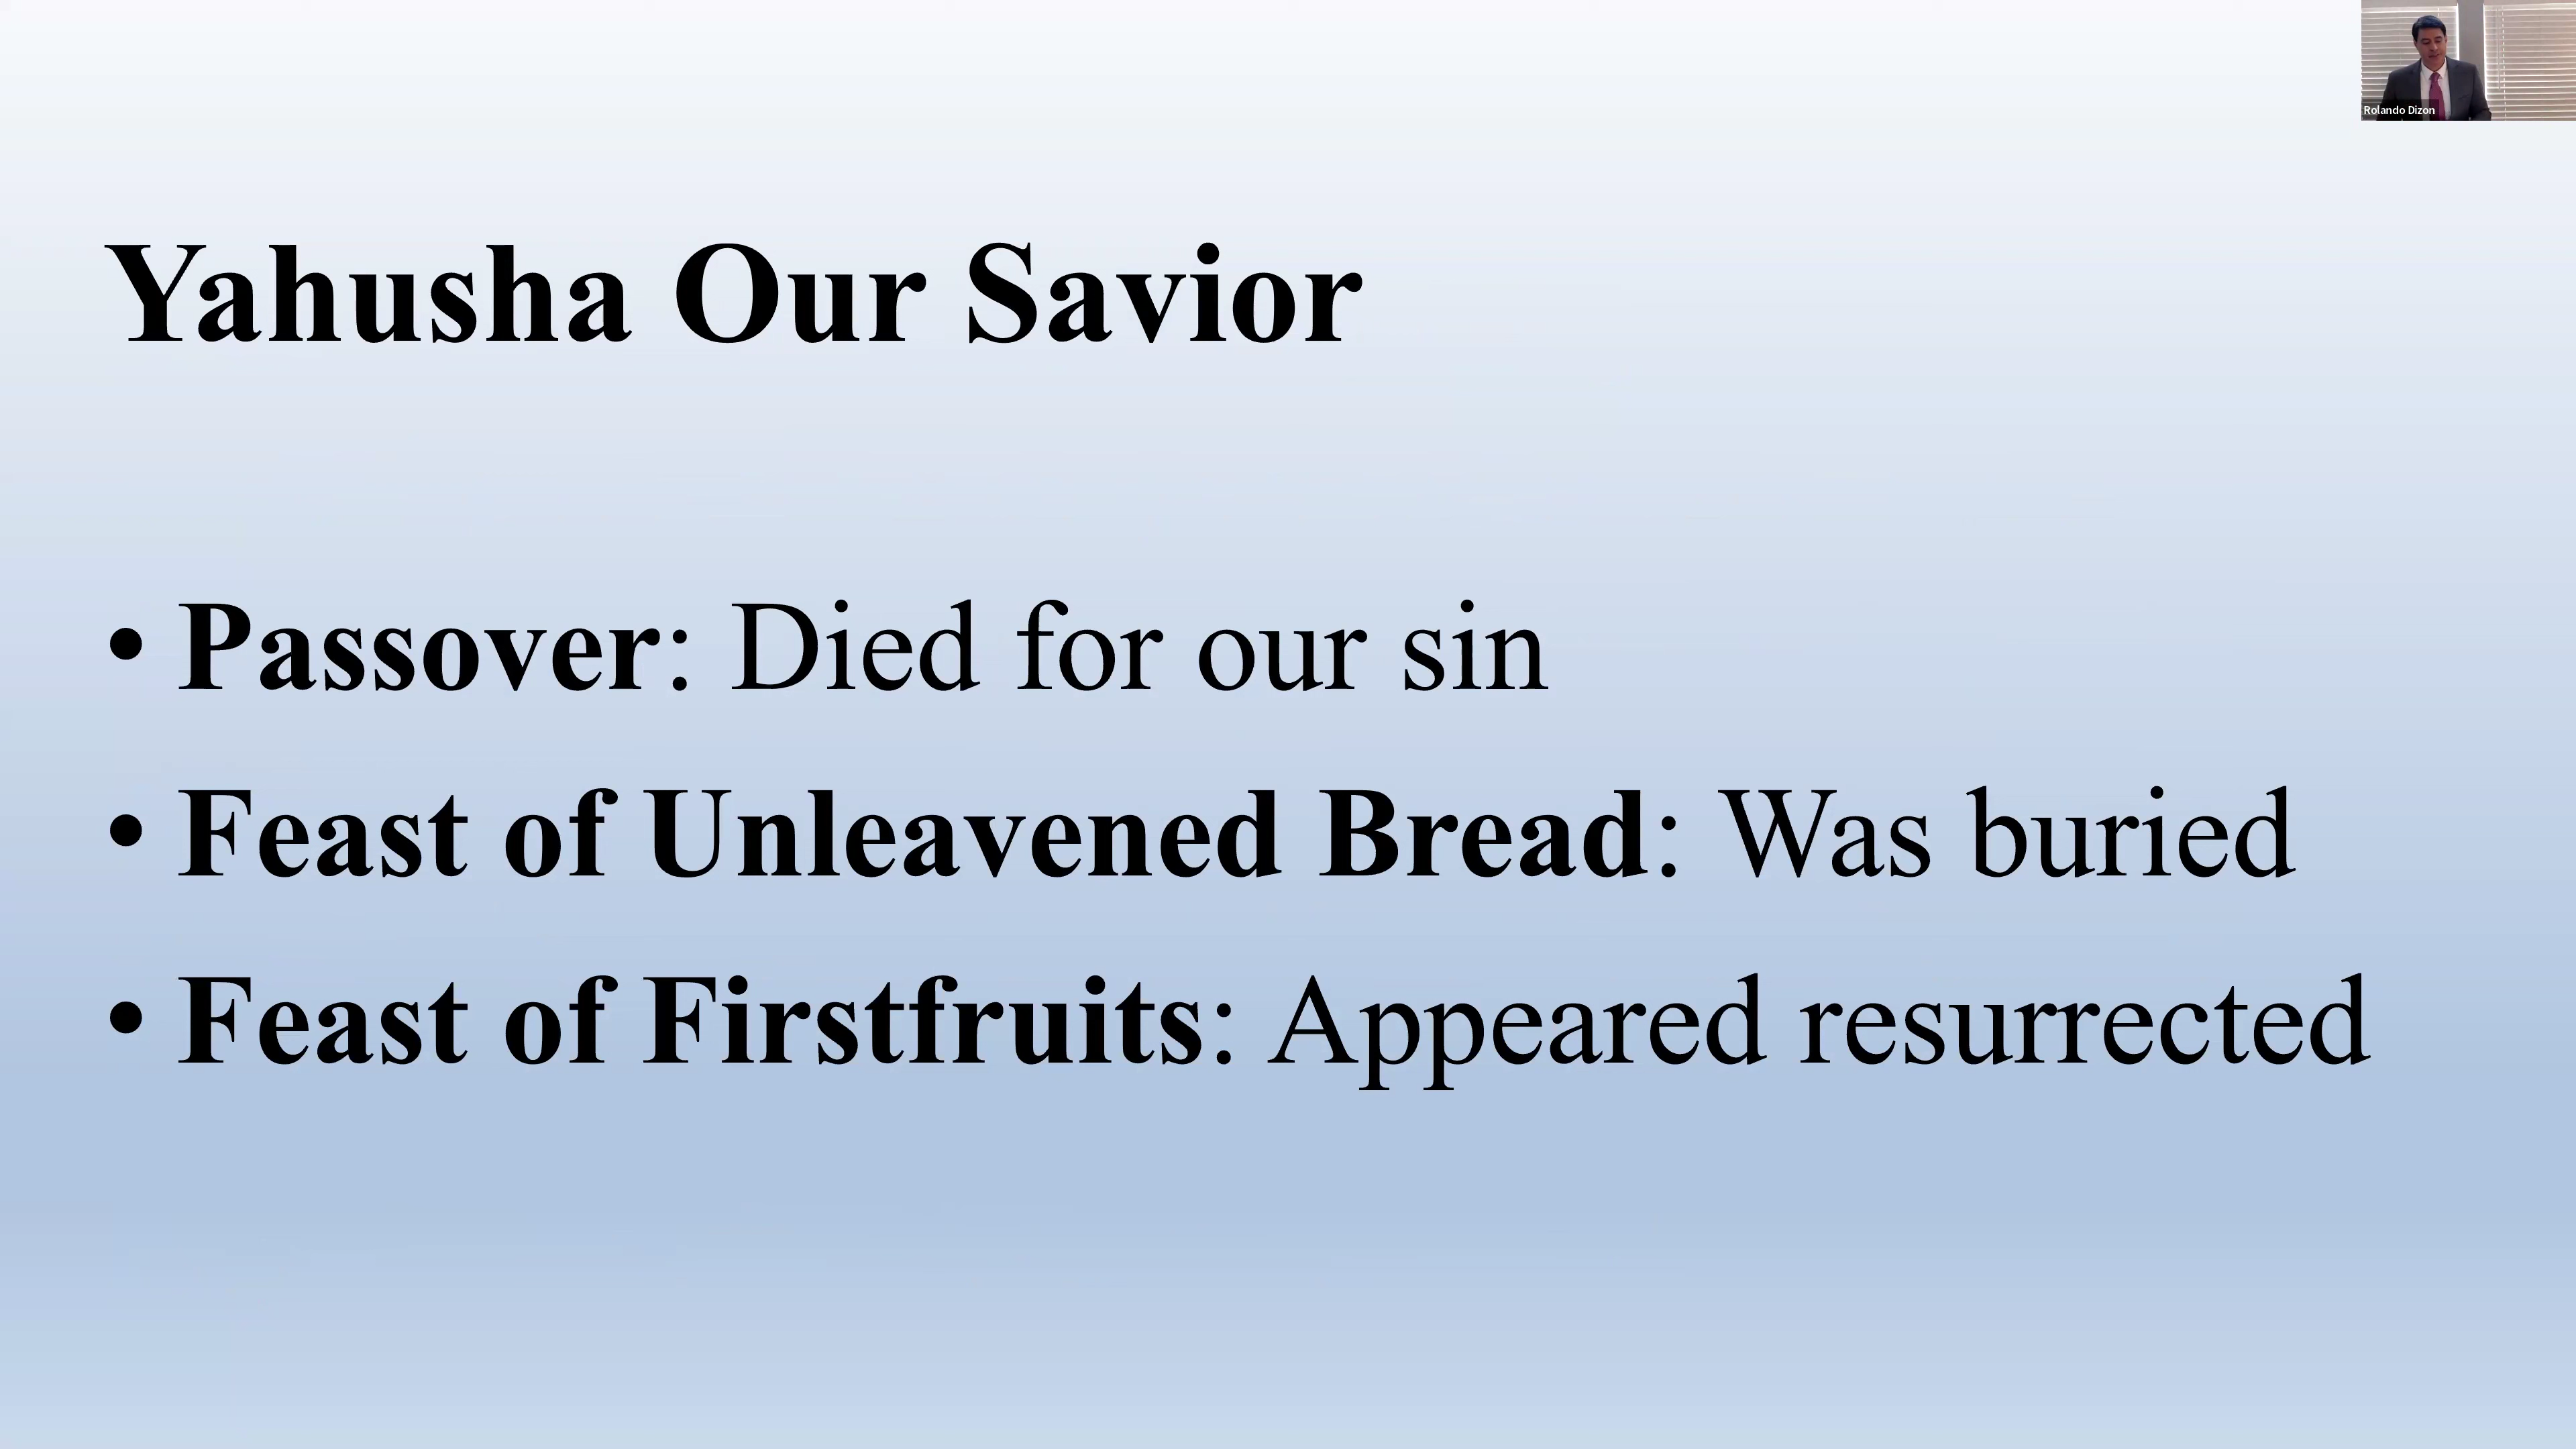 Rolando Dizon
Yahusha Our Savior
• Passover: Died for our sin
• Feast of Unleavened Bread: Was buried
• Feast of Firstfruits: Appeared resurrected